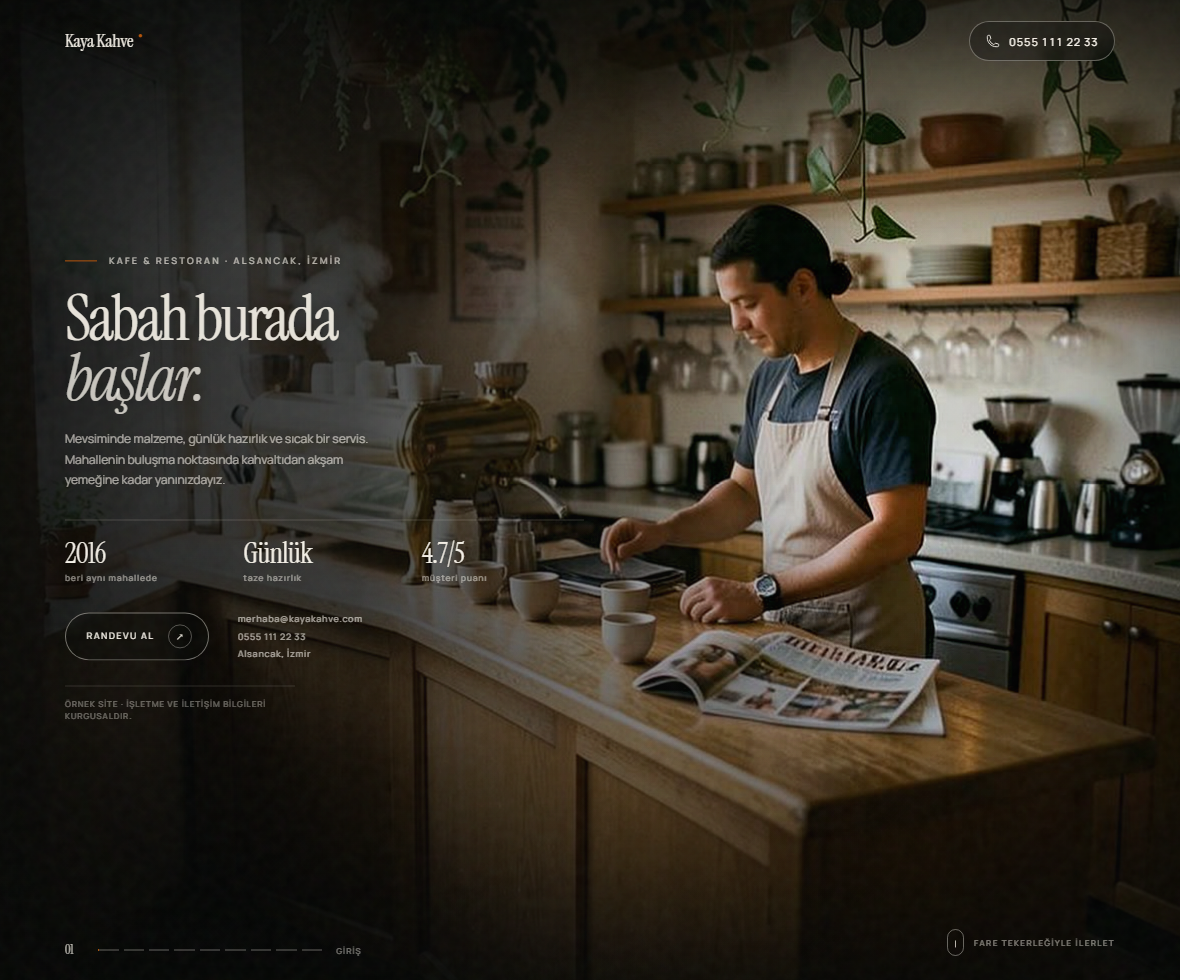 Kaya Kahve
0555 111 22 33
KAFE & RESTORAN · ALSANCAK, İZMİR
Sabah burada
başlar.
Mevsiminde malzeme, günlük hazırlık ve sıcak bir servis.
Mahallenin buluşma noktasında kahvaltıdan akşam
yemeğine kadar yanınızdayız.
2016
beri aynı mahallede
Günlük
taze hazırlık
4.7/5
müşteri puanı
RANDEVU AL
merhaba@kayakahve.com
0555 111 22 33
Alsancak, İzmir
ÖRNEK SİTE · İŞLETME VE İLETİŞİM BİLGİLERİ
KURGUSALDIR.
01
GİRİŞ
FARE TEKERLEĞİYLE İLERLET